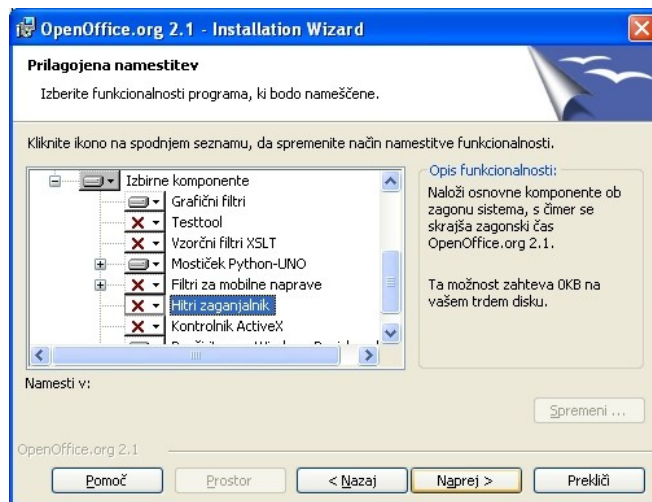 OpenOffice.org 2.1 - Installation Wizard
Prilagojena namestitev
Izberite funkcionalnosti programa, ki bodo nameščene.
Kliknite ikono na spodnjem seznamu, da spremenite način namestitve funkcionalnosti.
Izbirne komponente
Grafični filtri
Testtool
Vzorčni filtri XSLT
Mostiček Python-UNO
Filtri za mobilne naprave
Hitri zaganjalnik
Kontrolnik ActiveX
Opis funkcionalnosti:
Naloži osnovne komponente ob
zagonu sistema, s čimer se
skrajša zagonski čas
OpenOffice.org 2.1.
Ta možnost zahteva 0KB na
vašem trdem disku.
Namesti v:
Spremeni ...
OpenOffice.org 2.1
Pomoč
Prostor
< Nazaj
Naprej >
Prekliči